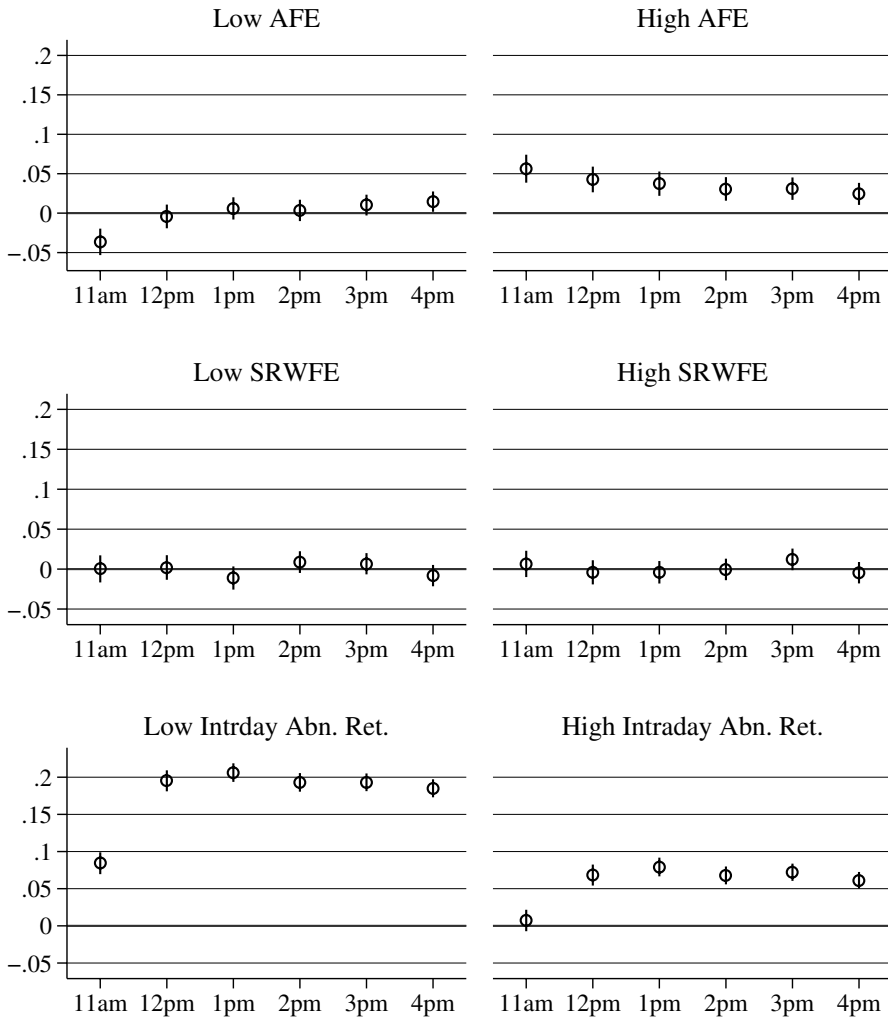 Low AFE
High AFE
.2
.15
.1
.05
0
−.05
11am 12pm 1pm 2pm 3pm 4pm
11am 12pm 1pm 2pm 3pm 4pm
Low SRWFE
High SRWFE
.2
.15
.1
.05
0
−.05
11am 12pm 1pm 2pm 3pm 4pm
11am 12pm 1pm 2pm 3pm 4pm
Low Intrday Abn. Ret.
High Intraday Abn. Ret.
.2
.15
.1
.05
0
−.05
11am 12pm 1pm 2pm 3pm 4pm
11am 12pm 1pm 2pm 3pm 4pm